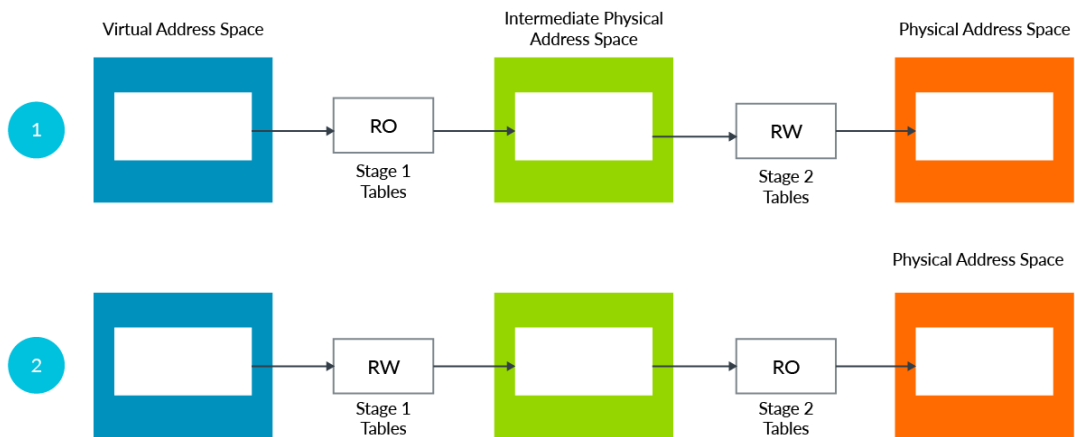 Virtual Address Space
Intermediate Physical
Address Space
Physical Address Space
1
RO
RW
Stage 1
Tables
Stage 2
Tables
Physical Address Space
2
RW
RO
Stage 1
Tables
Stage 2
Tables